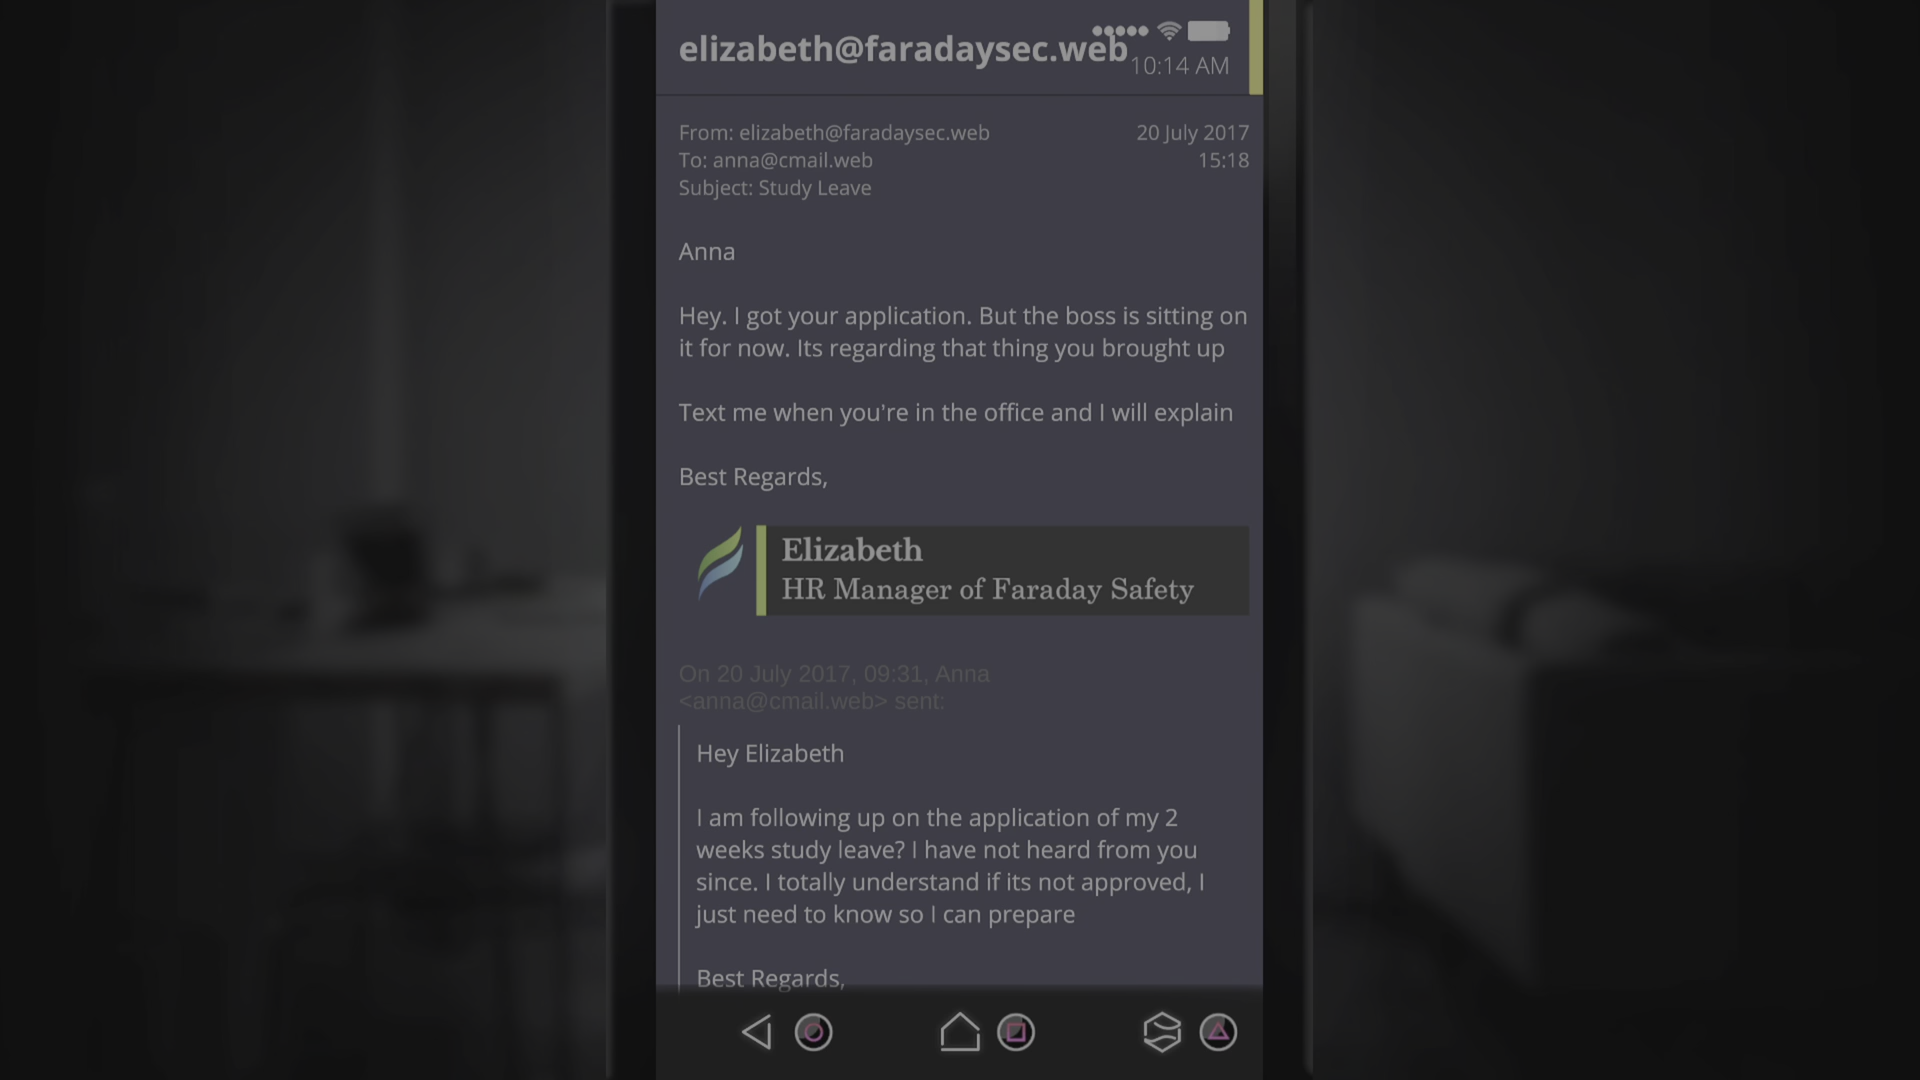 elizabeth@faradaysec.web
10:14 AM
From: elizabeth@faradaysec.web
20 July 2017
To: anna@cmail.web
15:18
Subject: Study Leave
Anna
Hey. I got your application. But the boss is sitting on
it for now. Its regarding that thing you brought up
Text me when you're in the office and I will explain
Best Regards,
Elizabeth
HR Manager of Faraday Safety
On 20 July 2017, 09:31, Anna
<anna@cmail.web> sent:
Hey Elizabeth
I am following up on the application of my 2
weeks study leave? I have not heard from you
since. I totally understand if its not approved, I
just need to know so I can prepare
Best Regards,